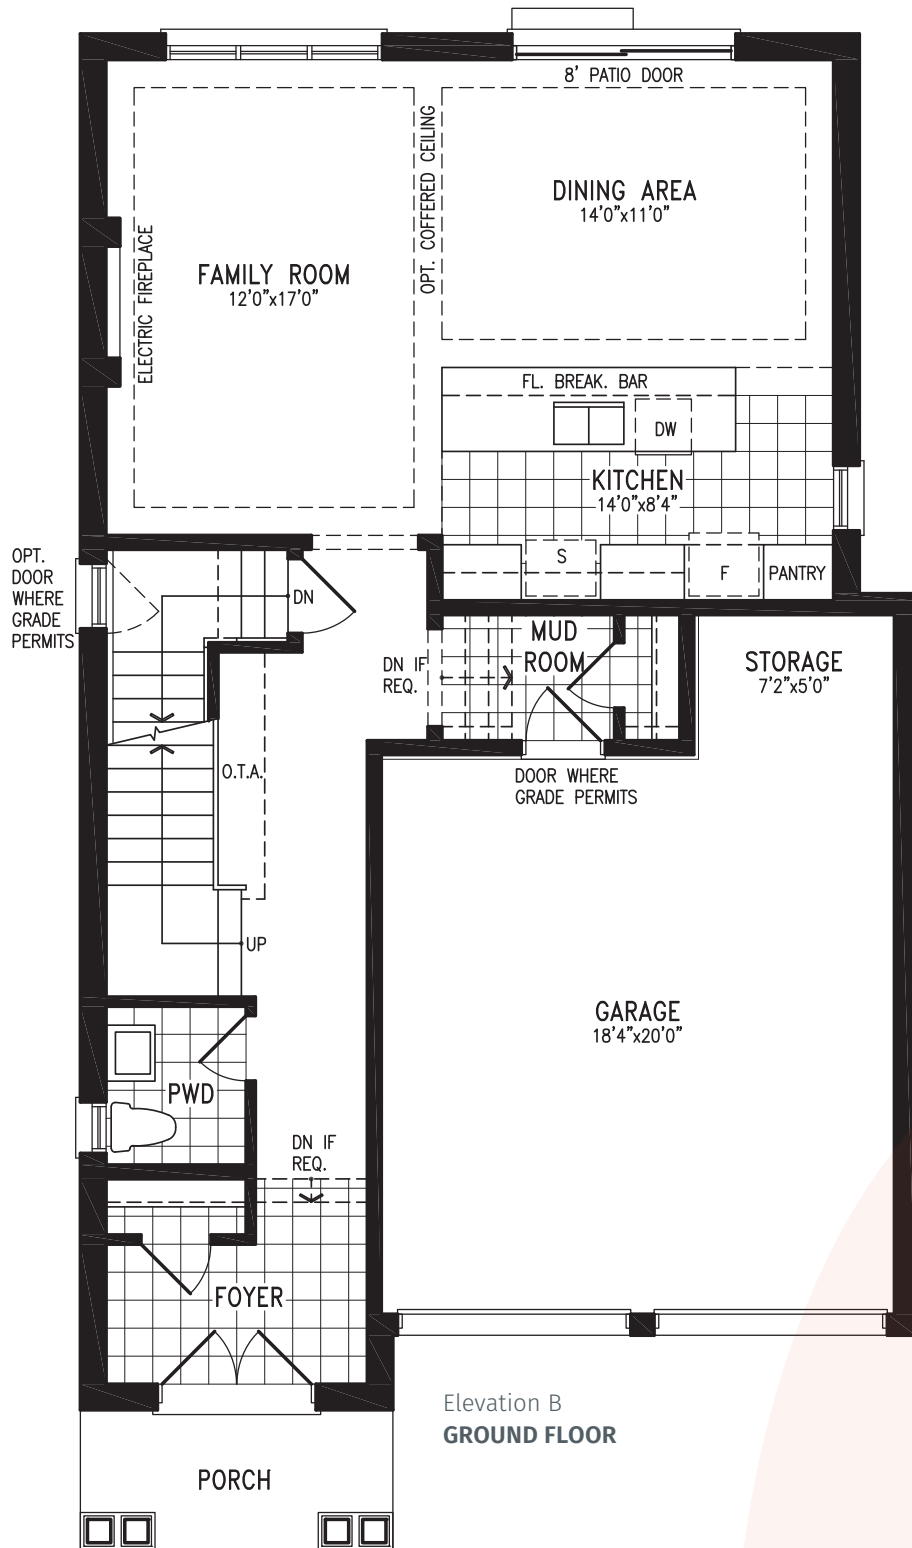 8' PATIO DOOR
OPT. COFFERED CEILING
DINING AREA
14'0"x11'0"
ELECTRIC FIREPLACE
FAMILY ROOM
12'0"x17'0"
FL. BREAK. BAR
DW
KITCHEN
14'0"x8'4"
S
F
PANTRY
OPT.
DOOR
WHERE
GRADE
PERMITS
DN
MUD
ROOM
DN IF
REQ.
STORAGE
7'2"x5'0"
O.T.A.
DOOR WHERE
GRADE PERMITS
UP
GARAGE
18'4"x20'0"
PWD
DN IF
REQ.
FOYER
Elevation B
GROUND FLOOR
PORCH